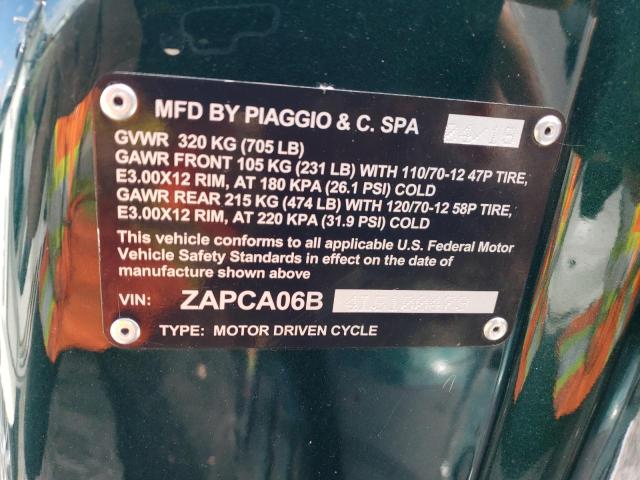 MFD BY PIAGGIO & C. SPA
GVWR 320 KG (705 LB)
GAWR FRONT 105 KG (231 LB) WITH 110/70-12 47P TIRE,
E3.00X12 RIM, AT 180 KPA (26.1 PSI) COLD
GAWR REAR 215 KG (474 LB) WITH 120/70-12 58P TIRE,
E3.00X12 RIM, AT 220 KPA (31.9 PSI) COLD
This vehicle conforms to all applicable U.S. Federal Motor
Vehicle Safety Standards in effect on the date of
manufacture shown above
VIN: ZAPCA06B
TYPE: MOTOR DRIVEN CYCLE